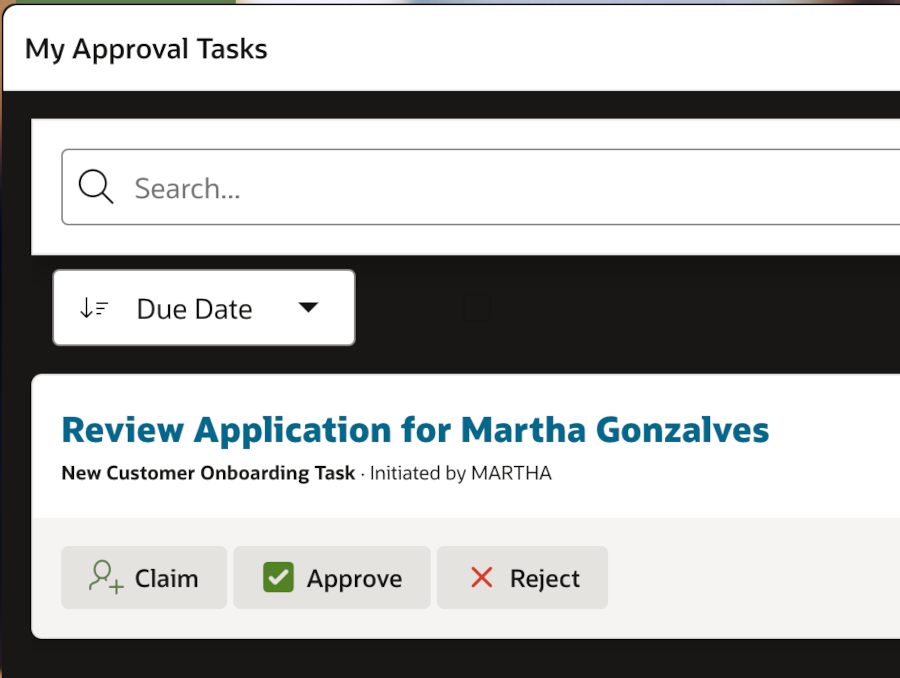 My Approval Tasks
Search...
Due Date
Review Application for Martha Gonzalves
New Customer Onboarding Task · Initiated by MARTHA
Claim Approve Reject